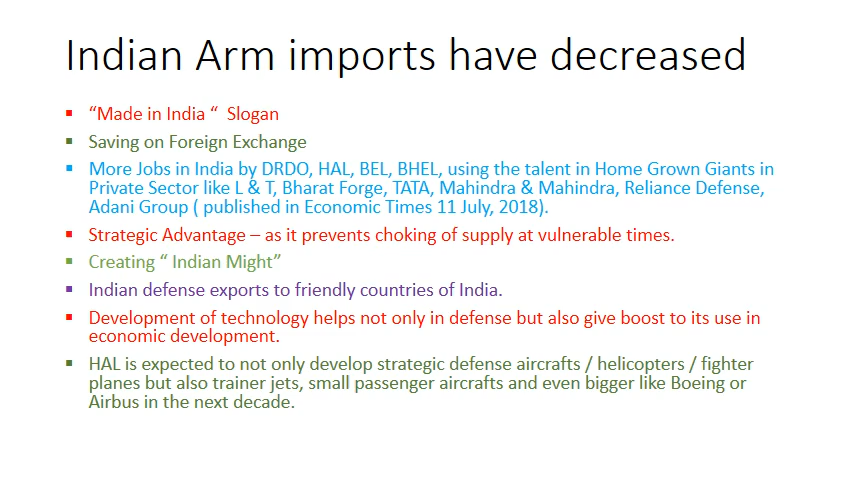 Indian Arm imports have decreased
“Made in India “ Slogan
Saving on Foreign Exchange
More Jobs in India by DRDO, HAL, BEL, BHEL, using the talent in Home Grown Giants in
Private Sector like L & T, Bharat Forge, TATA, Mahindra & Mahindra, Reliance Defense,
Adani Group ( published in Economic Times 11 July, 2018).
Strategic Advantage – as it prevents choking of supply at vulnerable times.
Creating “ Indian Might”
Indian defense exports to friendly countries of India.
Development of technology helps not only in defense but also give boost to its use in
economic development.
HAL is expected to not only develop strategic defense aircrafts / helicopters / fighter
planes but also trainer jets, small passenger aircrafts and even bigger like Boeing or
Airbus in the next decade.